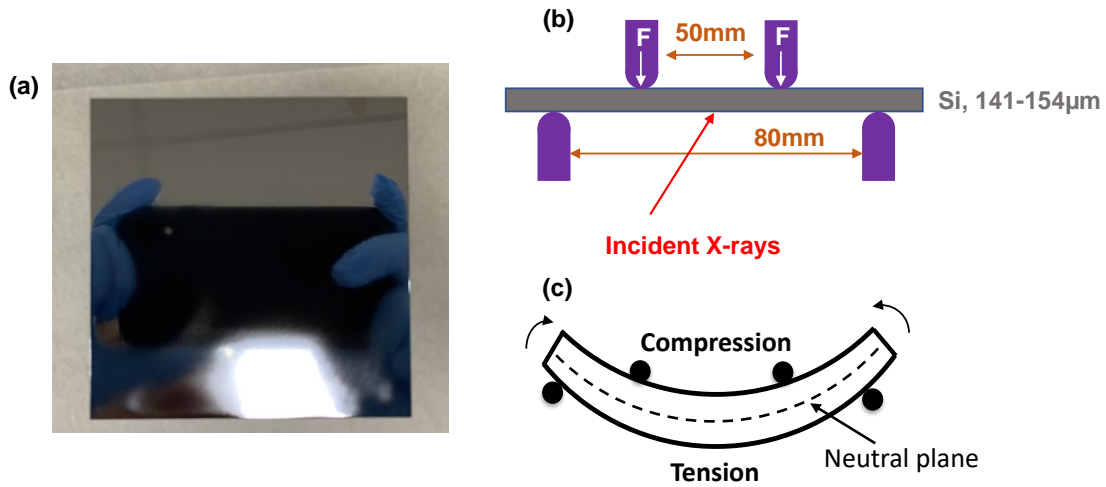 (a)
(b)
F
50mm
F
Si, 141-154µm
80mm
Incident X-rays
(c)
Compression
Neutral plane
Tension